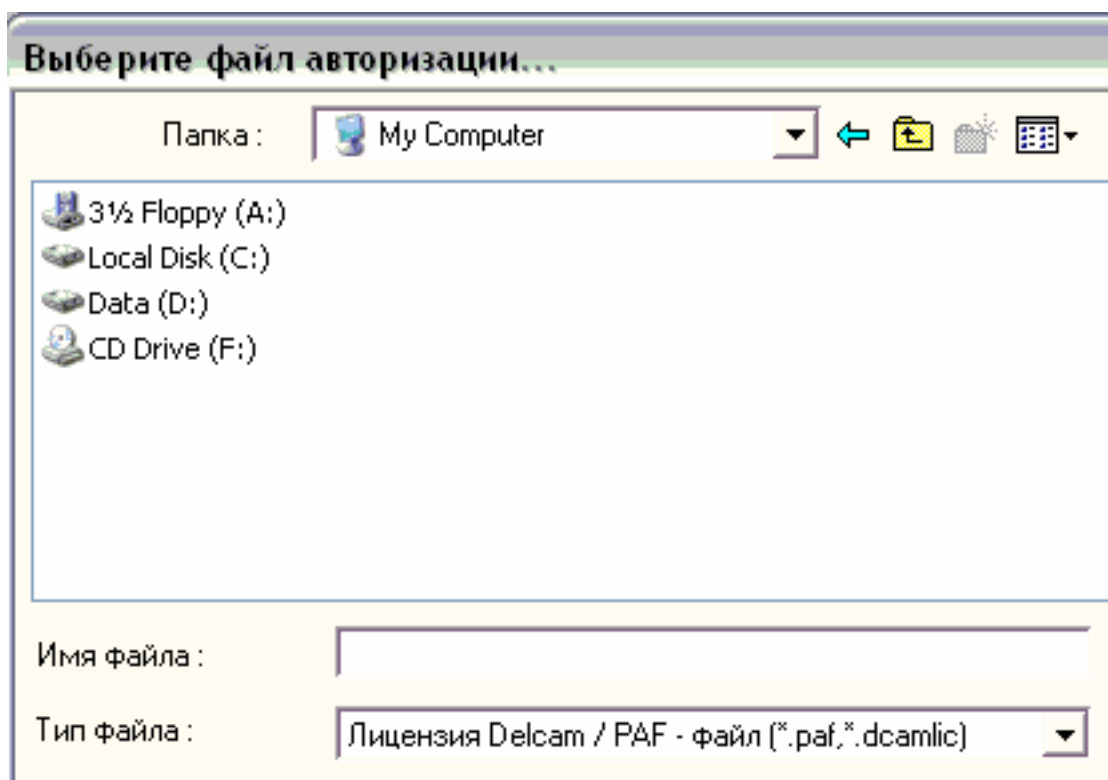 Выберите файл авторизации...
Папка : My Computer
3½ Floppy (A:)
Local Disk (C:)
Data (D:)
CD Drive (F:)
Имя файла :
Тип файла : Лицензия Delcam / PAF - файл (*.paf,*.dcamlic)